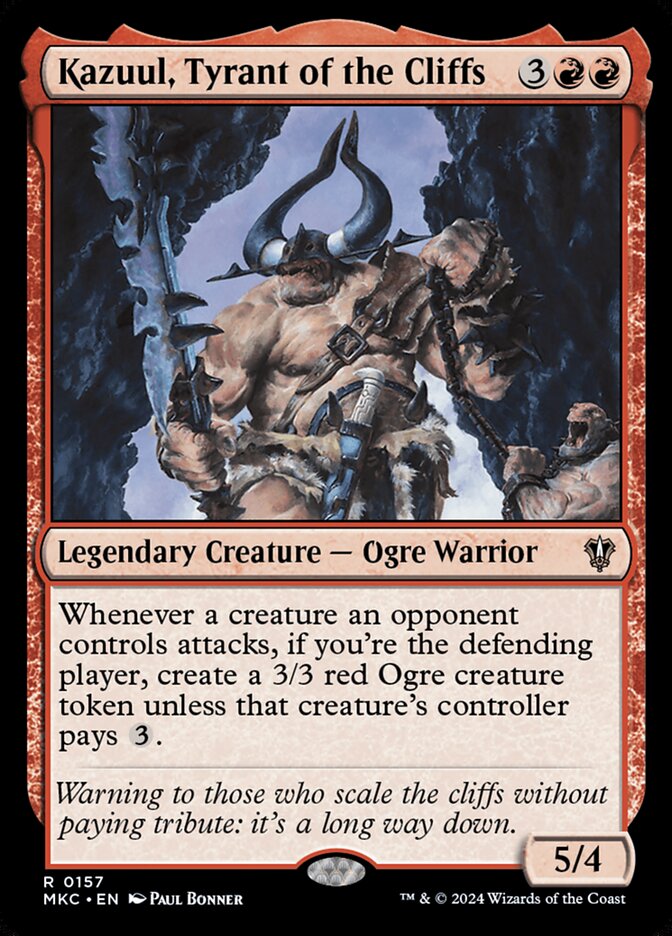 Kazuul, Tyrant of the Cliffs 3
Legendary Creature — Ogre Warrior
Whenever a creature an opponent
controls attacks, if you're the defending
player, create a 3/3 red Ogre creature
token unless that creature's controller
pays 3.
Warning to those who scale the cliffs without
paying tribute: it's a long way down.
5/4
R 0157
MKC • EN Paul Bonner
™ & © 2024 Wizards of the Coast